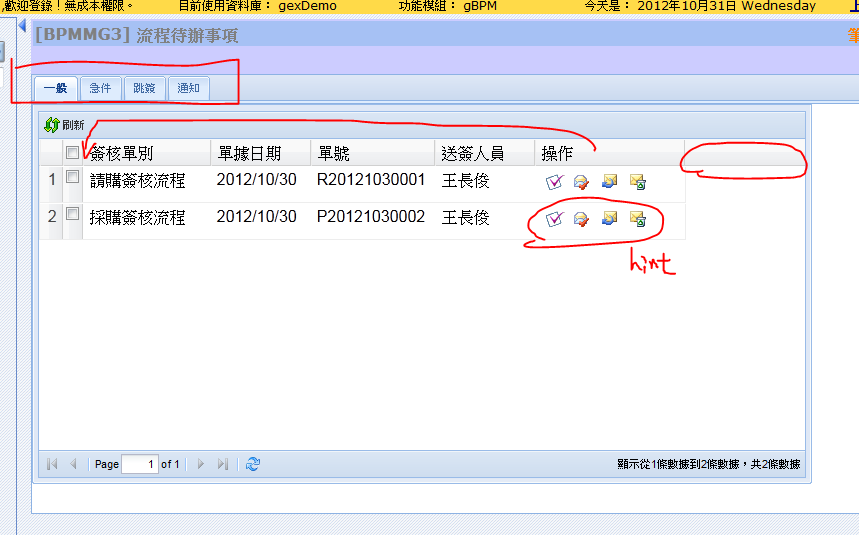 ,歡迎登錄！無成本權限。 目前使用資料庫： gexDemo 功能模組： gBPM 今天是： 2012年10月31日 Wednesday
[BPMMG3] 流程待辦事項
一般 急件 跳簽 通知
刷新
簽核單別 單據日期 單號 送簽人員 操作
1 請購簽核流程 2012/10/30 R20121030001 王長俊
2 採購簽核流程 2012/10/30 P20121030002 王長俊
hint
Page 1 of 1 顯示從1條數據到2條數據，共2條數據